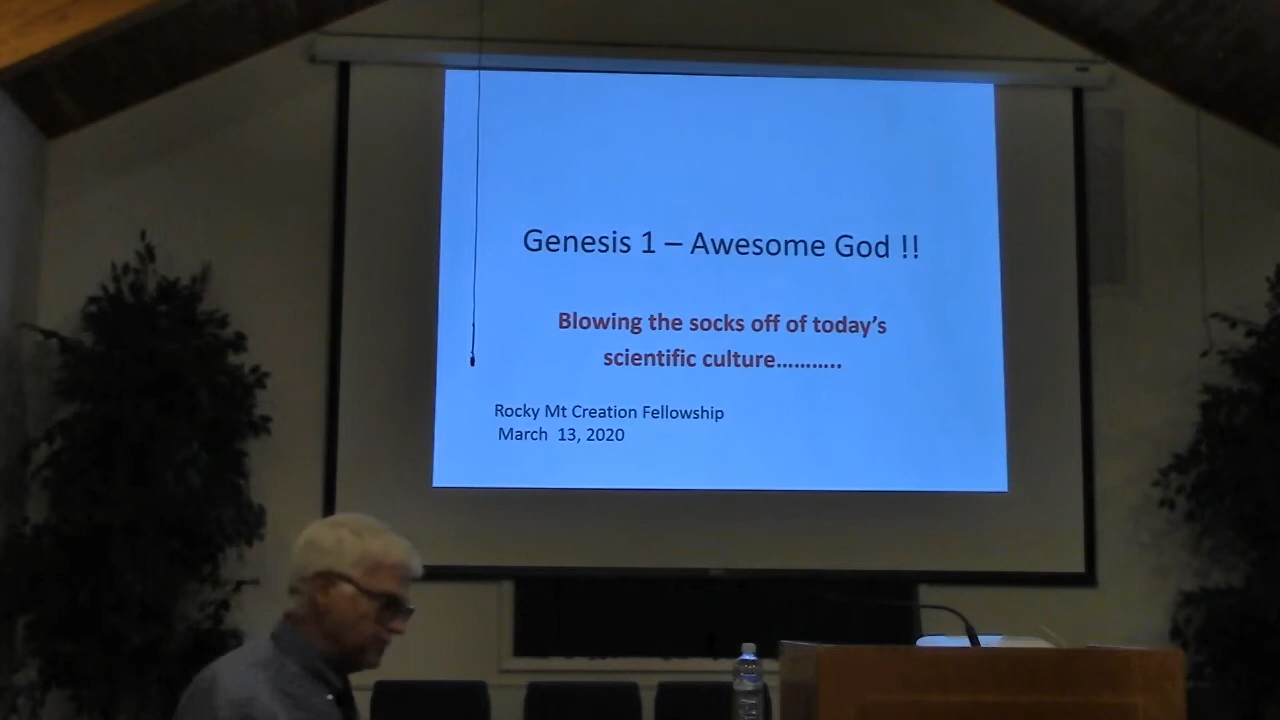 Genesis 1 – Awesome God !!
Blowing the socks off of today’s
scientific culture………..
Rocky Mt Creation Fellowship
March  13, 2020